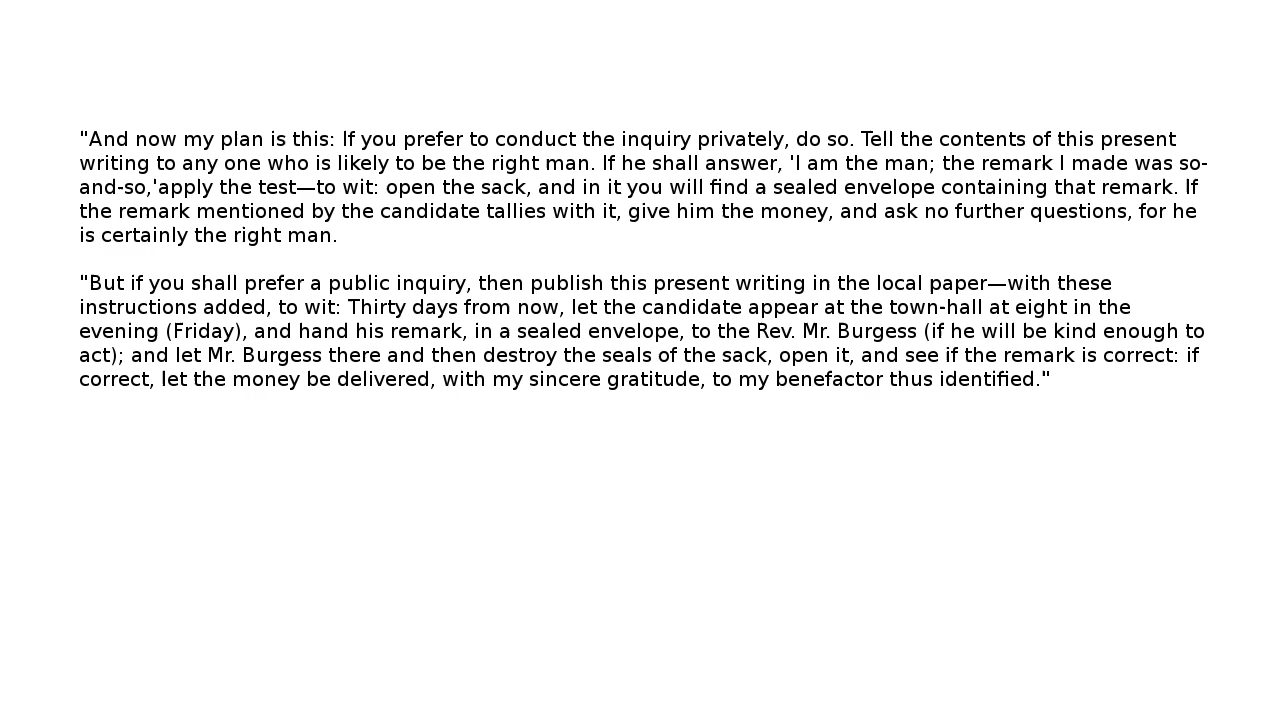 "And now my plan is this: If you prefer to conduct the inquiry privately, do so. Tell the contents of this present
writing to any one who is likely to be the right man. If he shall answer, 'I am the man; the remark I made was so-
and-so,'apply the test—to wit: open the sack, and in it you will find a sealed envelope containing that remark. If
the remark mentioned by the candidate tallies with it, give him the money, and ask no further questions, for he
is certainly the right man.

"But if you shall prefer a public inquiry, then publish this present writing in the local paper—with these
instructions added, to wit: Thirty days from now, let the candidate appear at the town-hall at eight in the
evening (Friday), and hand his remark, in a sealed envelope, to the Rev. Mr. Burgess (if he will be kind enough to
act); and let Mr. Burgess there and then destroy the seals of the sack, open it, and see if the remark is correct: if
correct, let the money be delivered, with my sincere gratitude, to my benefactor thus identified."